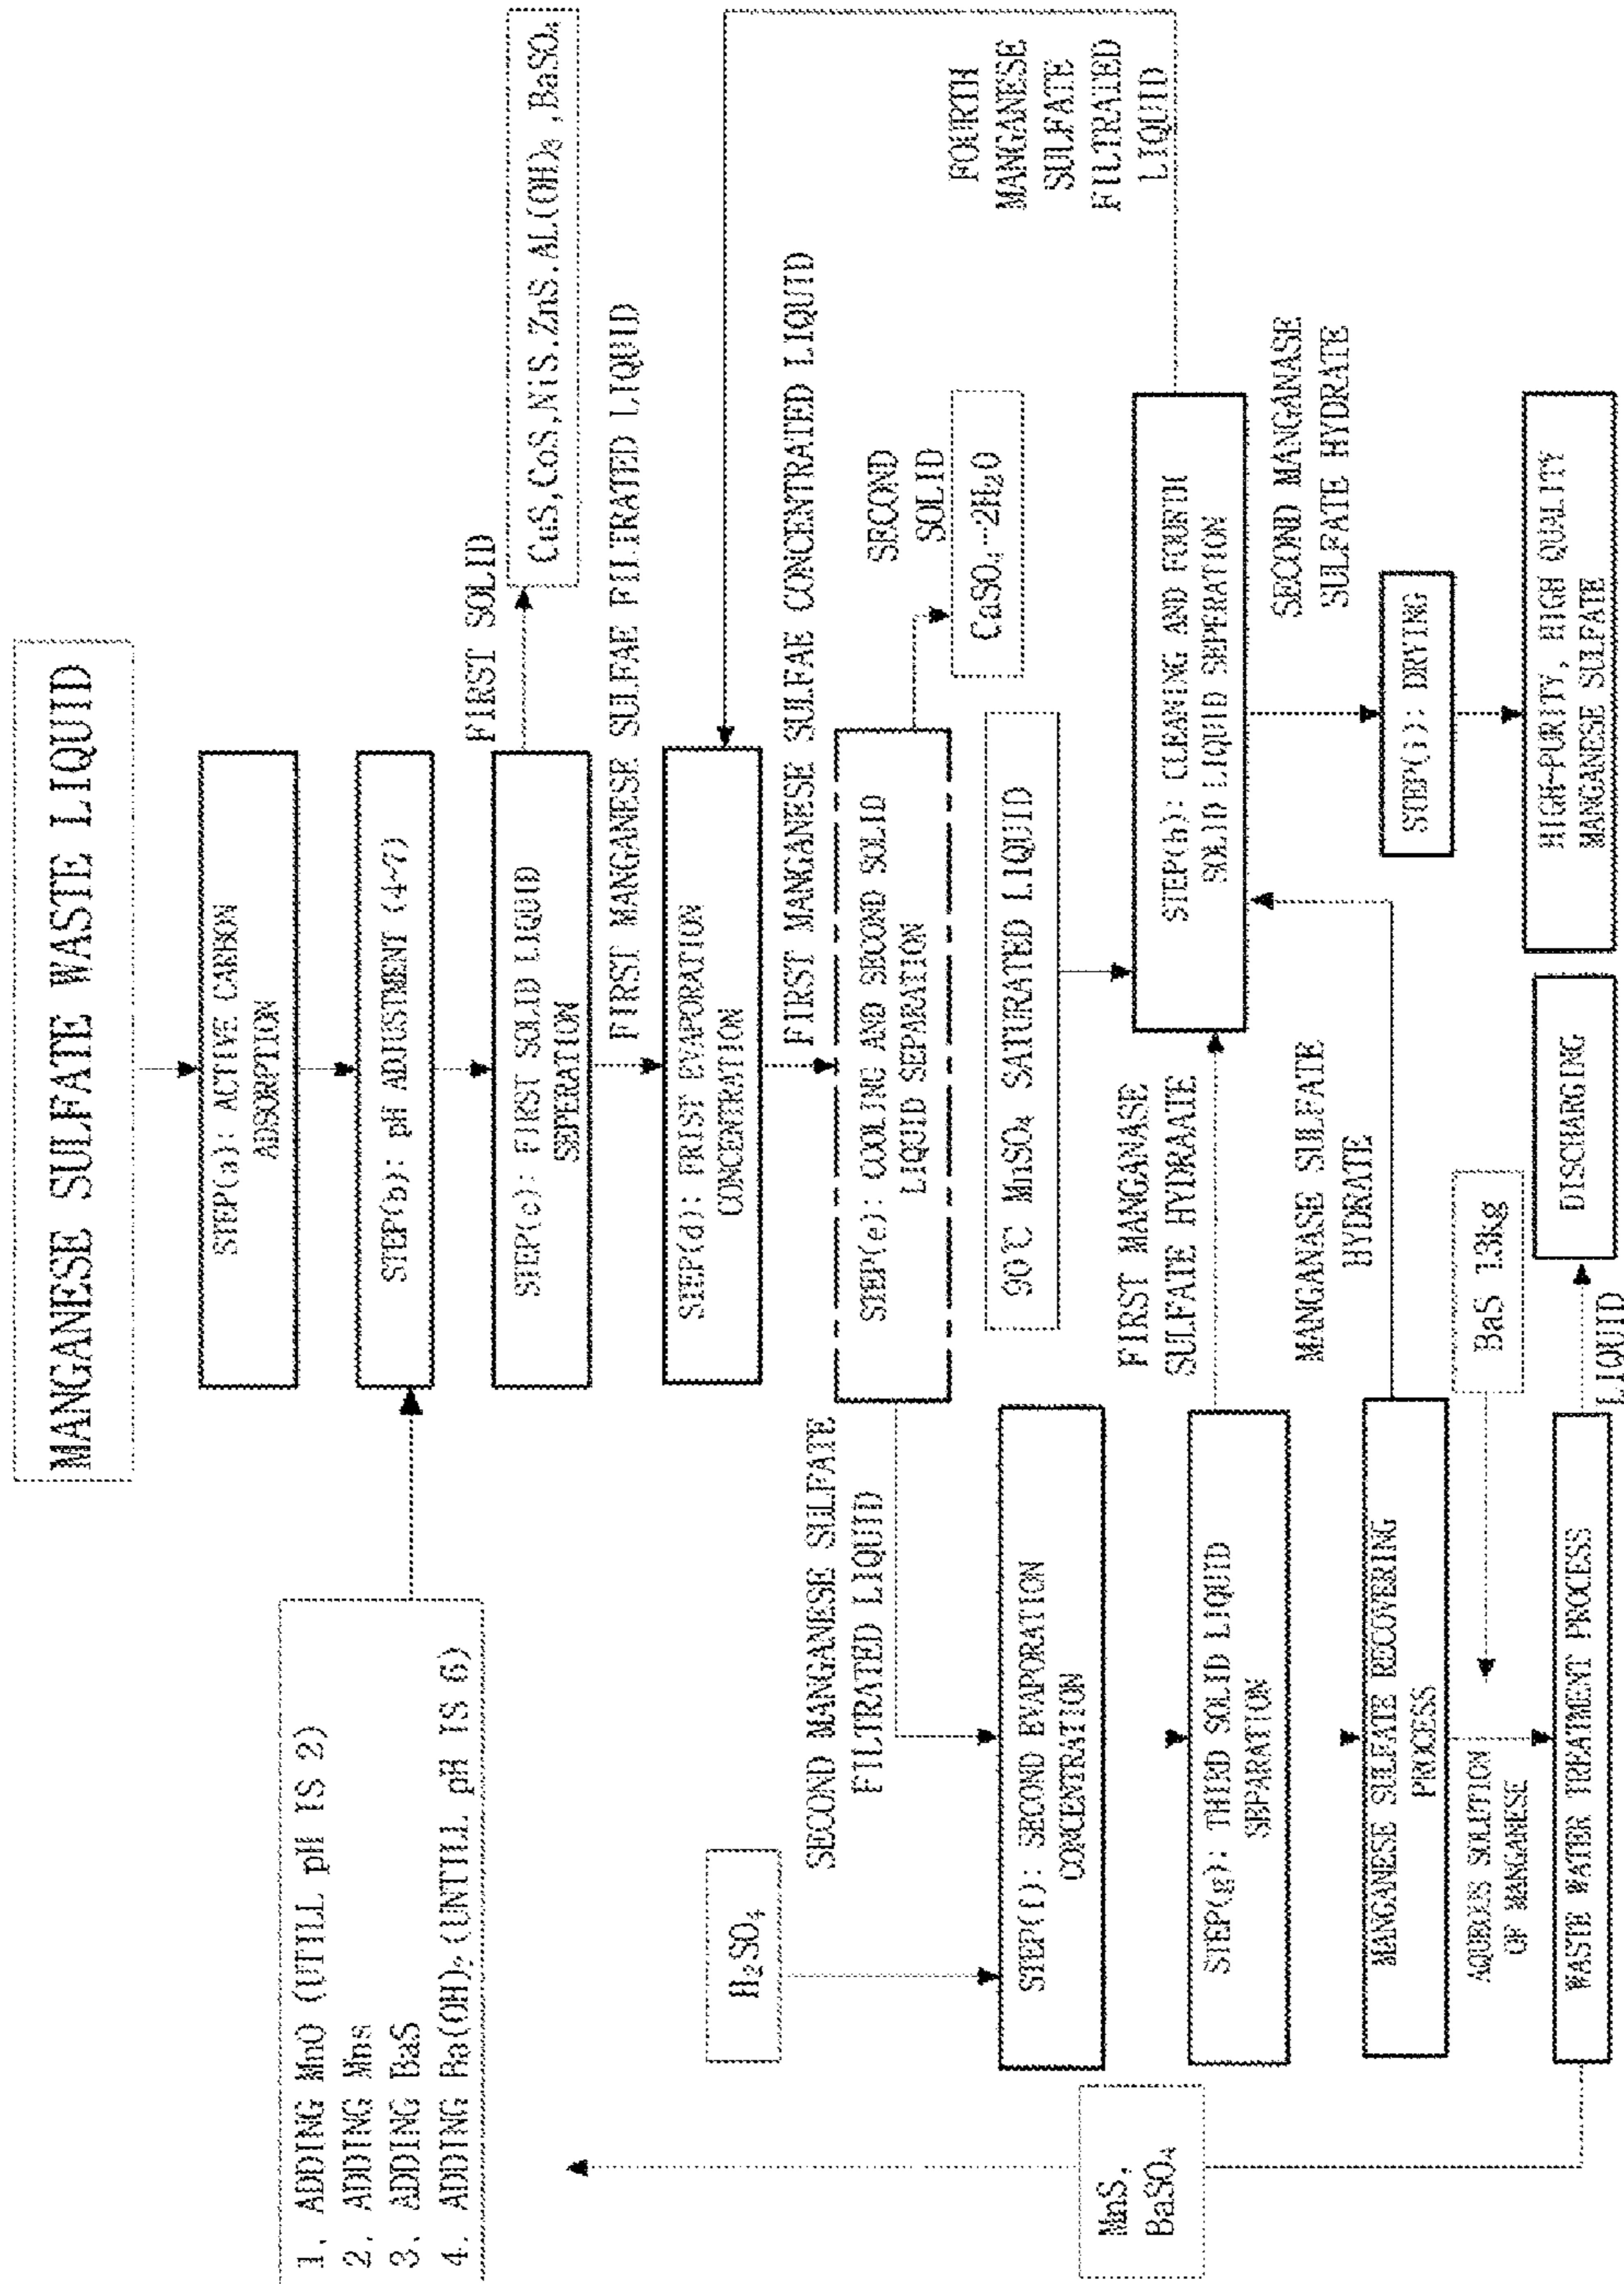 MANGANESE SULFATE WASTE LIQUID
STEP(a): ACTIVE CARBON
ADSORPTION
1. ADDING MnO (UTILL pH IS 2)
2. ADDING Mns
3. ADDING BaS
4. ADDING Ba(OH)₂ (UNTILL pH IS 6)
STEP(b): pH ADJUSTMENT (4~7)
STEP(c): FIRST SOLID LIQUID
SEPERATION
FIRST SOLID
CuS,CoS,NiS.ZnS.AL(OH)₃,BaSO₄
FIRST MANGANESE SULFAE FILTRATED LIQUID
STEP(d): FRIST EVAPORATION
CONCENTRATION
FIRST MANGANESE SULFAE CONCENTRATED LIQUID
STEP(e): COOLING AND SECOND SOLID
LIQUID SEPARATION
SECOND
SOLID
CaSO₄·2H₂O
FOURTH
MANGANESE
SULFATE
FILTRATED
LIQUID
SECOND MANGANESE SULFATE
FILTRATED LIQUID
H₂SO₄
STEP(f): SECOND EVAPORATION
CONCENTRATION
90℃ MnSO₄ SATURATED LIQUID
MnS,
BaSO₄
STEP(g): THIRD SOLID LIQUID
SEPARATION
FIRST MANGANASE
SULFATE HYDRAATE
STEP(h): CLEANING AND FOURTH
SOLID LIQUID SEPERATION
MANGANESE SULFATE RECOVERING
PROCESS
MANGANASE SULFATE
HYDRATE
SECOND MANGANASE
SULFATE HYDRATE
STEP(i): DRYING
AQUEOUS SOLUTION
OF MANGANESE
BaS 7.3kg
WASTE WATER TREATMENT PROCESS
LIQUID
DISCHARGING
HIGH-PURITY, HIGH QUALITY
MANGANESE SULFATE